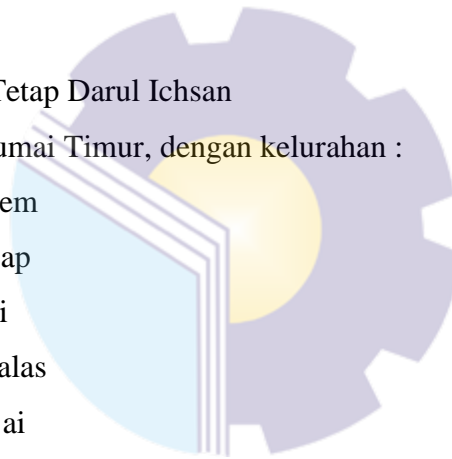 Tetap Darul Ichsan
umai Timur, dengan kelurahan :
em
ap
i
alas
ai